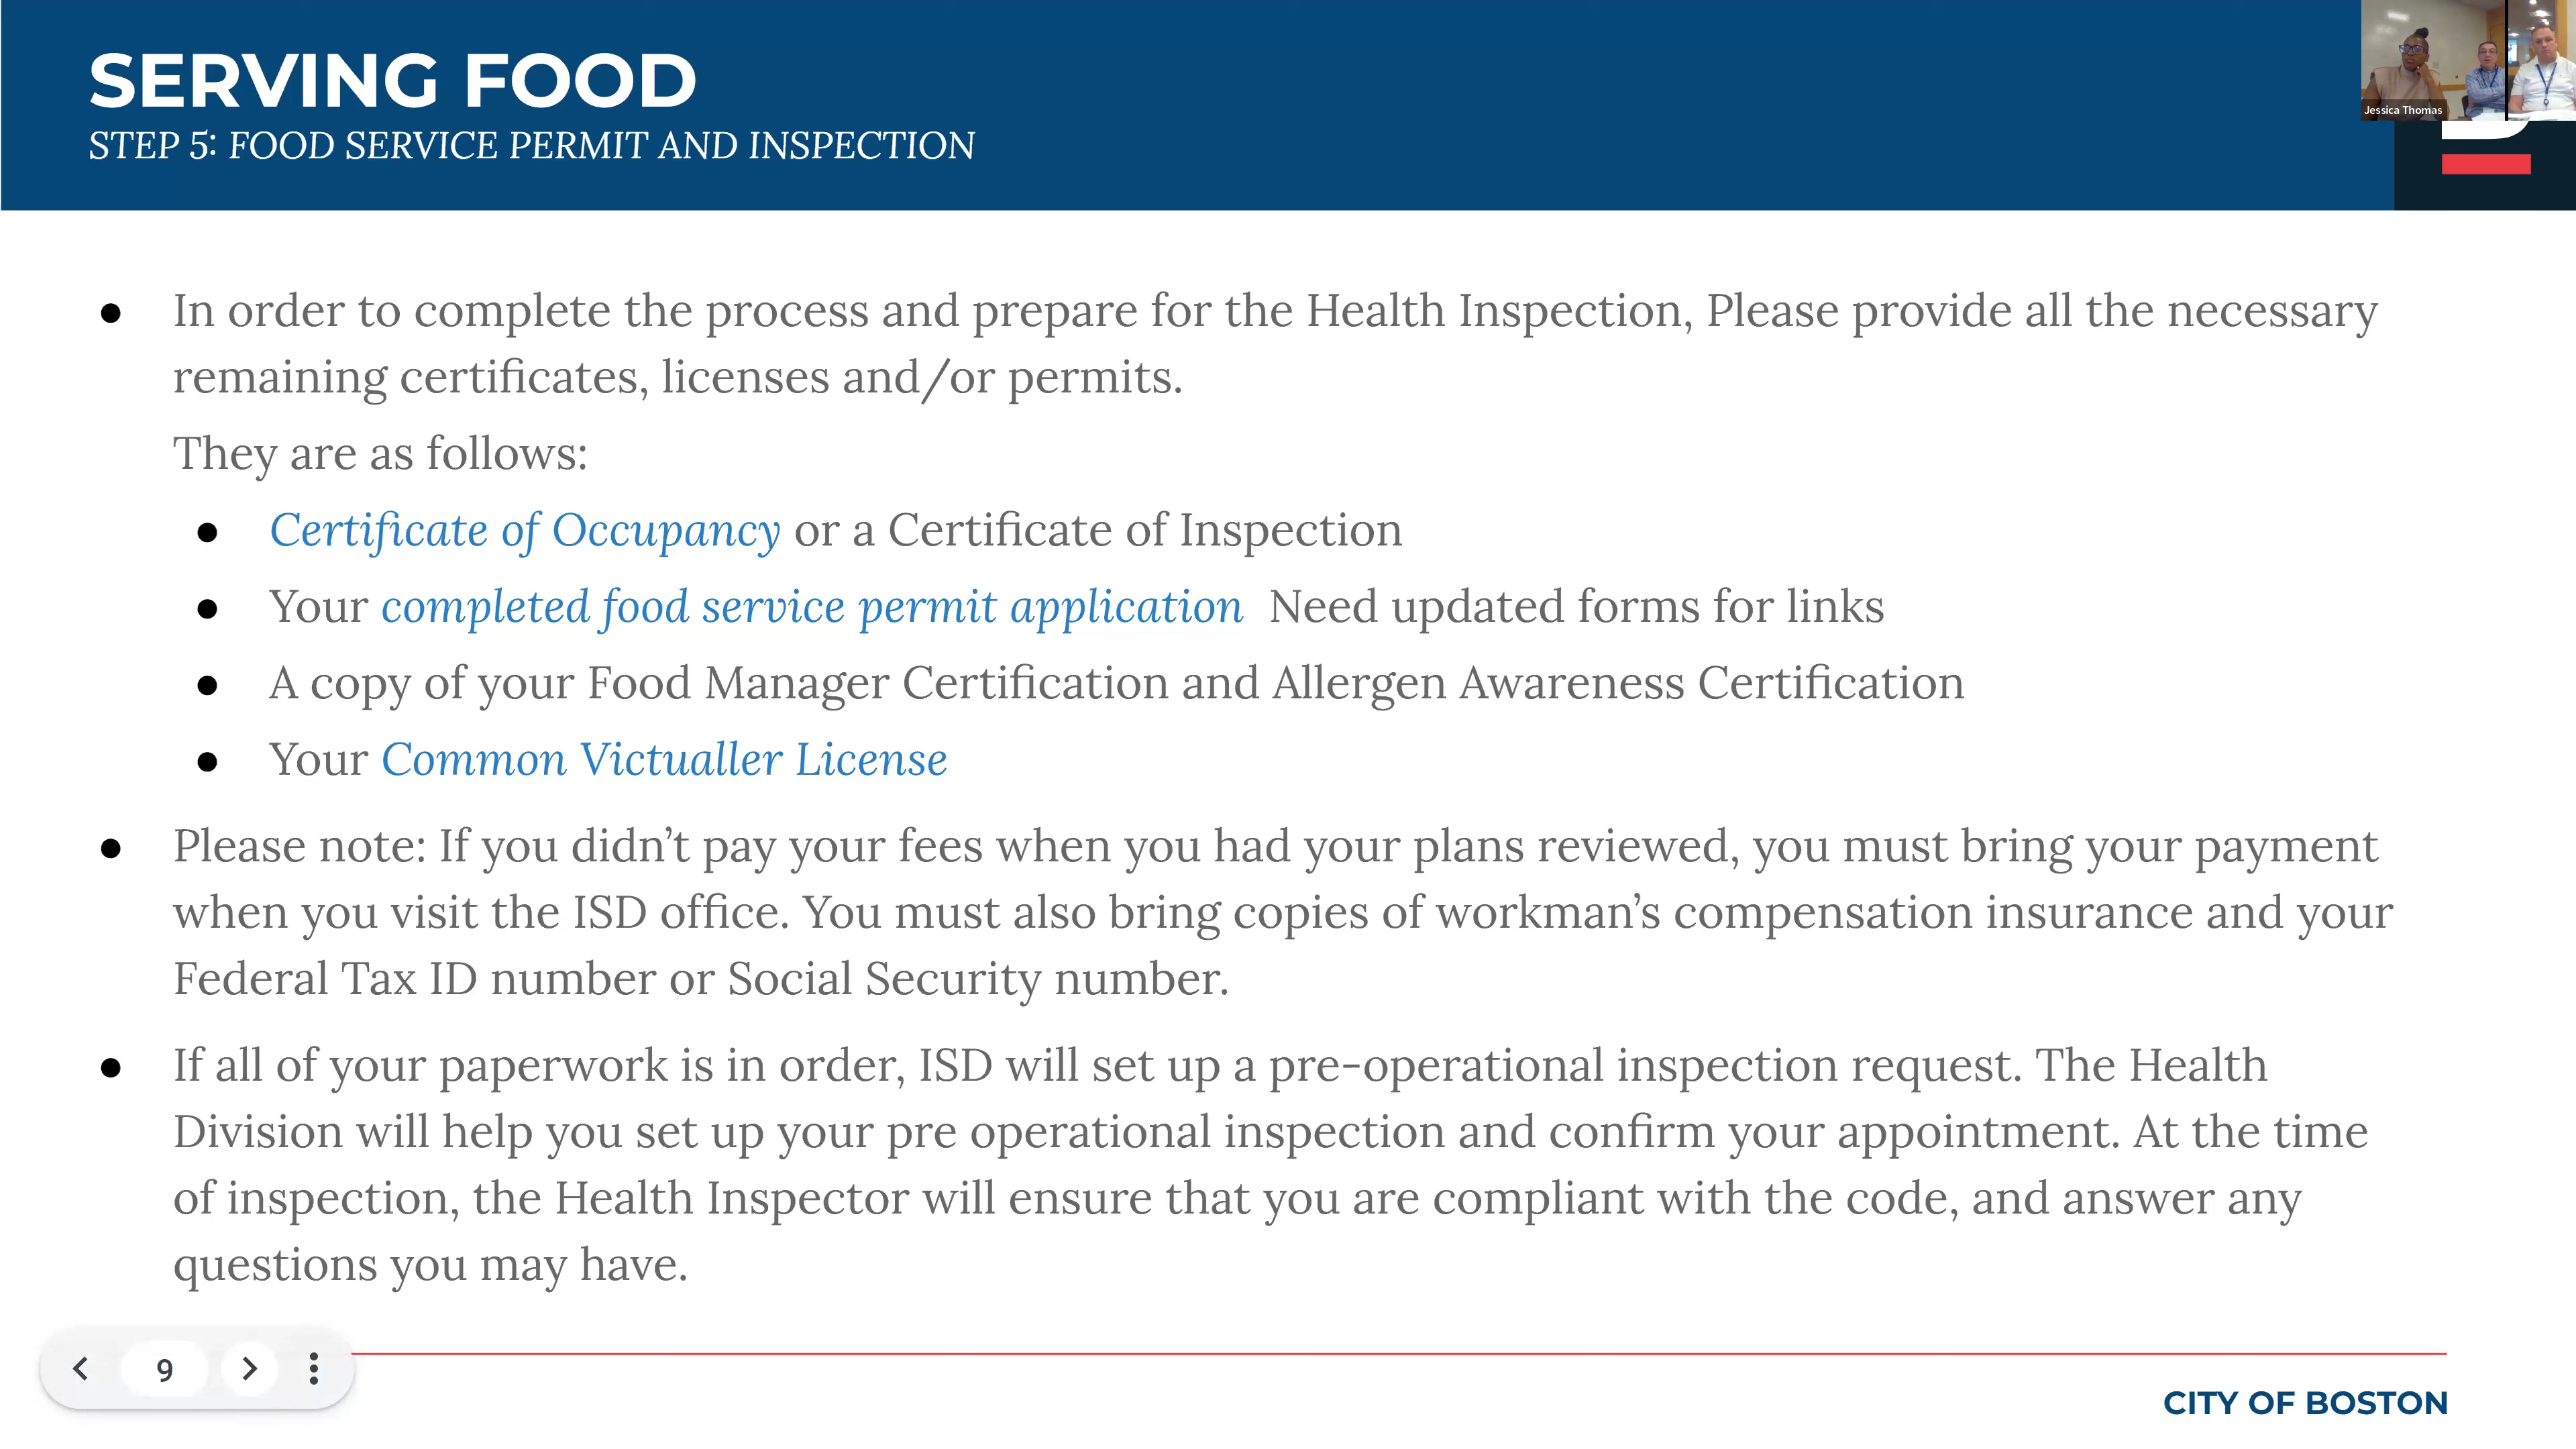 SERVING FOOD
STEP 5: FOOD SERVICE PERMIT AND INSPECTION
Jessica Thomas
● In order to complete the process and prepare for the Health Inspection, Please provide all the necessary
remaining certificates, licenses and/or permits.
They are as follows:
● Certificate of Occupancy or a Certificate of Inspection
● Your completed food service permit application Need updated forms for links
● A copy of your Food Manager Certification and Allergen Awareness Certification
● Your Common Victualler License
● Please note: If you didn’t pay your fees when you had your plans reviewed, you must bring your payment
when you visit the ISD office. You must also bring copies of workman’s compensation insurance and your
Federal Tax ID number or Social Security number.
● If all of your paperwork is in order, ISD will set up a pre-operational inspection request. The Health
Division will help you set up your pre operational inspection and confirm your appointment. At the time
of inspection, the Health Inspector will ensure that you are compliant with the code, and answer any
questions you may have.
9
CITY OF BOSTON